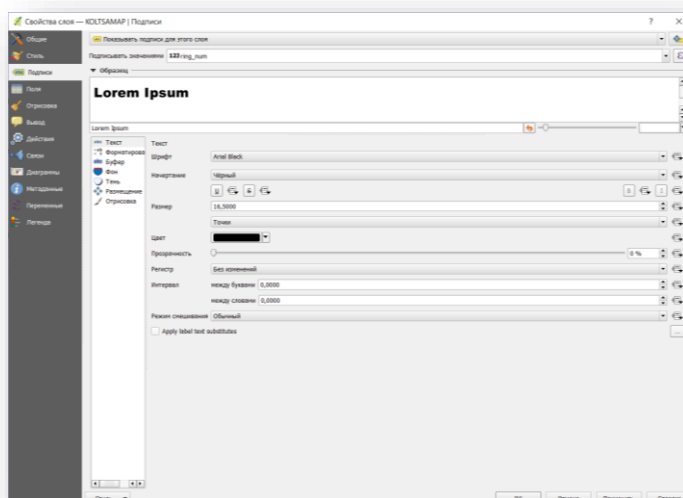 Свойства слоя — KOLTSAMAP | Подписи
? ×
Общие
Стиль
Подписи
Поля
Отрисовка
Вывод
Действия
Связи
Диаграммы
Метаданные
Переменные
Легенда
Показывать подписи для этого слоя
Подписывать значениями 123 ring_num
Образец
Lorem Ipsum
Lorem Ipsum
Текст
Форматирова
Буфер
Фон
Тень
Размещение
Отрисовка
Текст
Шрифт Arial Black
Начертание Чёрный
U S B I
Размер 16,5000
Точки
Цвет
Прозрачность 0 %
Регистр Без изменений
Интервал между буквами 0,0000
между словами 0,0000
Режим смешивания Обычный
Apply label text substitutes
...